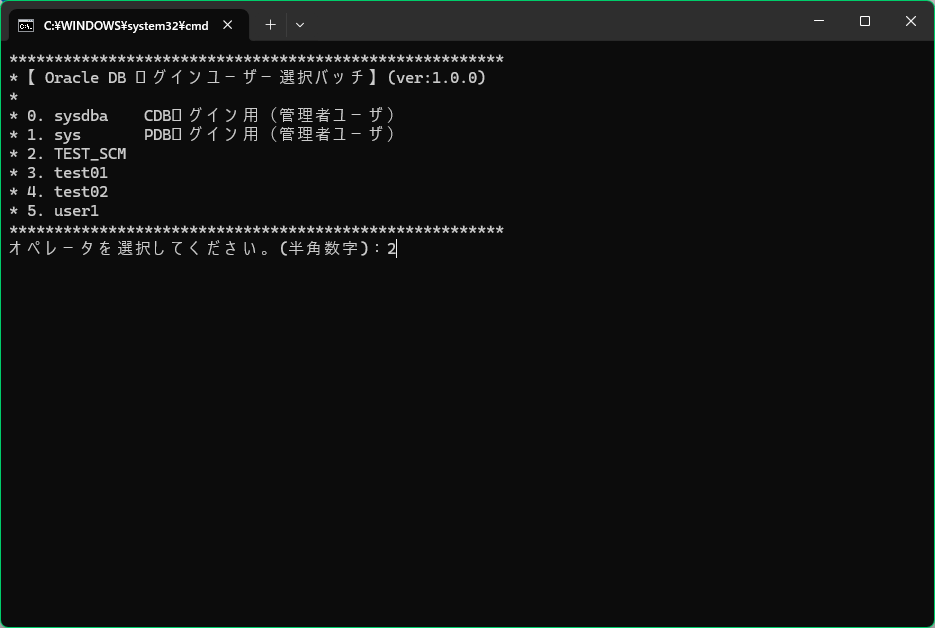 C:¥WINDOWS¥system32¥cmd
*******************************************************
*【 Oracle DB ログインユーザー選択バッチ】(ver:1.0.0)
*
* 0. sysdba    CDBログイン用（管理者ユーザ）
* 1. sys       PDBログイン用（管理者ユーザ）
* 2. TEST_SCM
* 3. test01
* 4. test02
* 5. user1
*******************************************************
オペレータを選択してください。(半角数字)：2